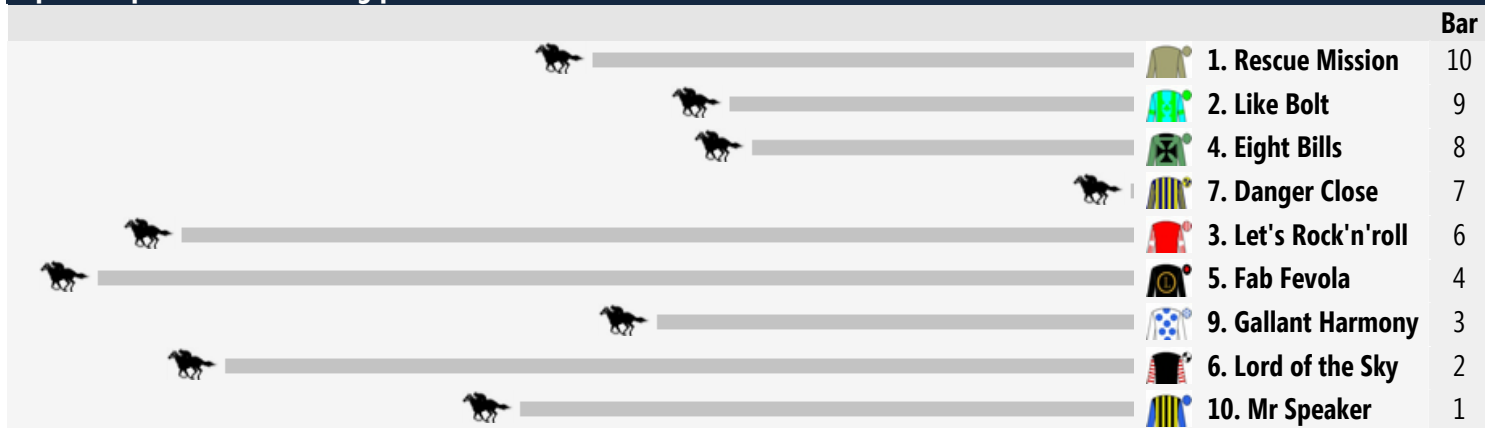 Bar
1. Rescue Mission 10
2. Like Bolt 9
4. Eight Bills 8
7. Danger Close 7
3. Let's Rock'n'roll 6
5. Fab Fevola 4
9. Gallant Harmony 3
6. Lord of the Sky 2
10. Mr Speaker 1